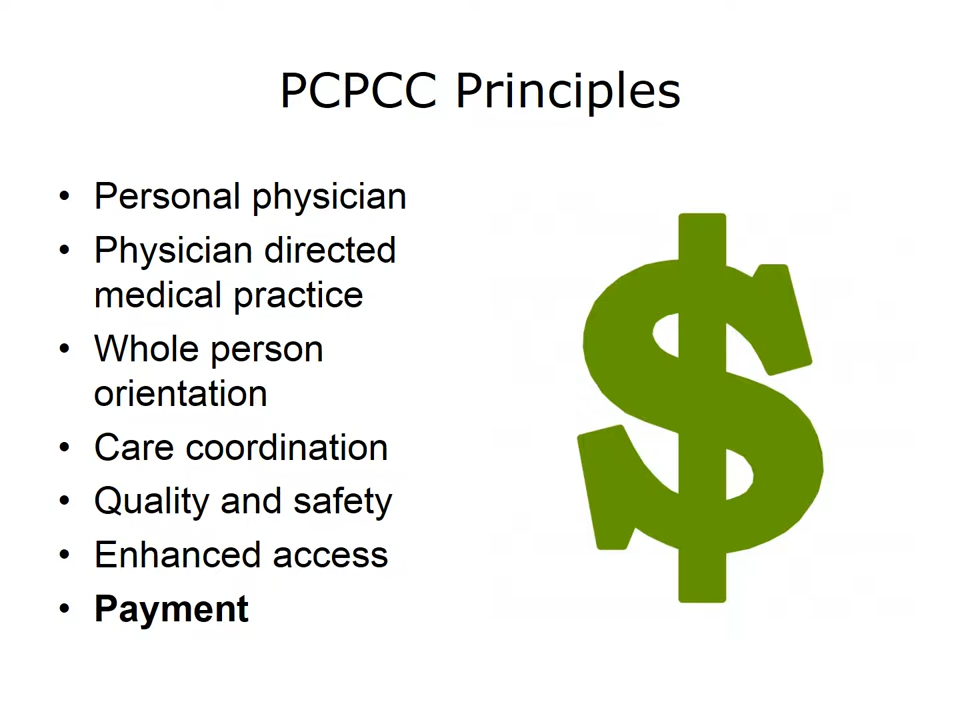 PCPCC Principles
• Personal physician
• Physician directed
medical practice
• Whole person
orientation
• Care coordination
• Quality and safety
• Enhanced access
• Payment
$